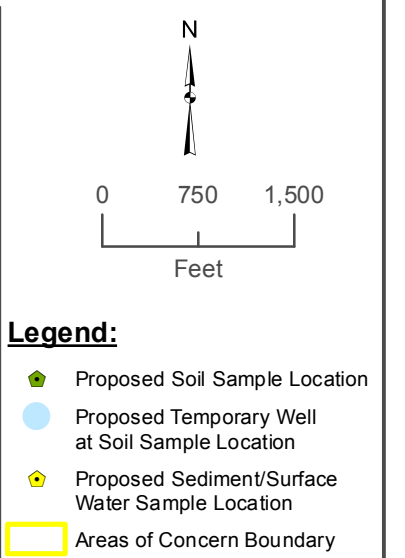 N
0 750 1,500
Feet
Legend:
Proposed Soil Sample Location
Proposed Temporary Well
at Soil Sample Location
Proposed Sediment/Surface
Water Sample Location
Areas of Concern Boundary